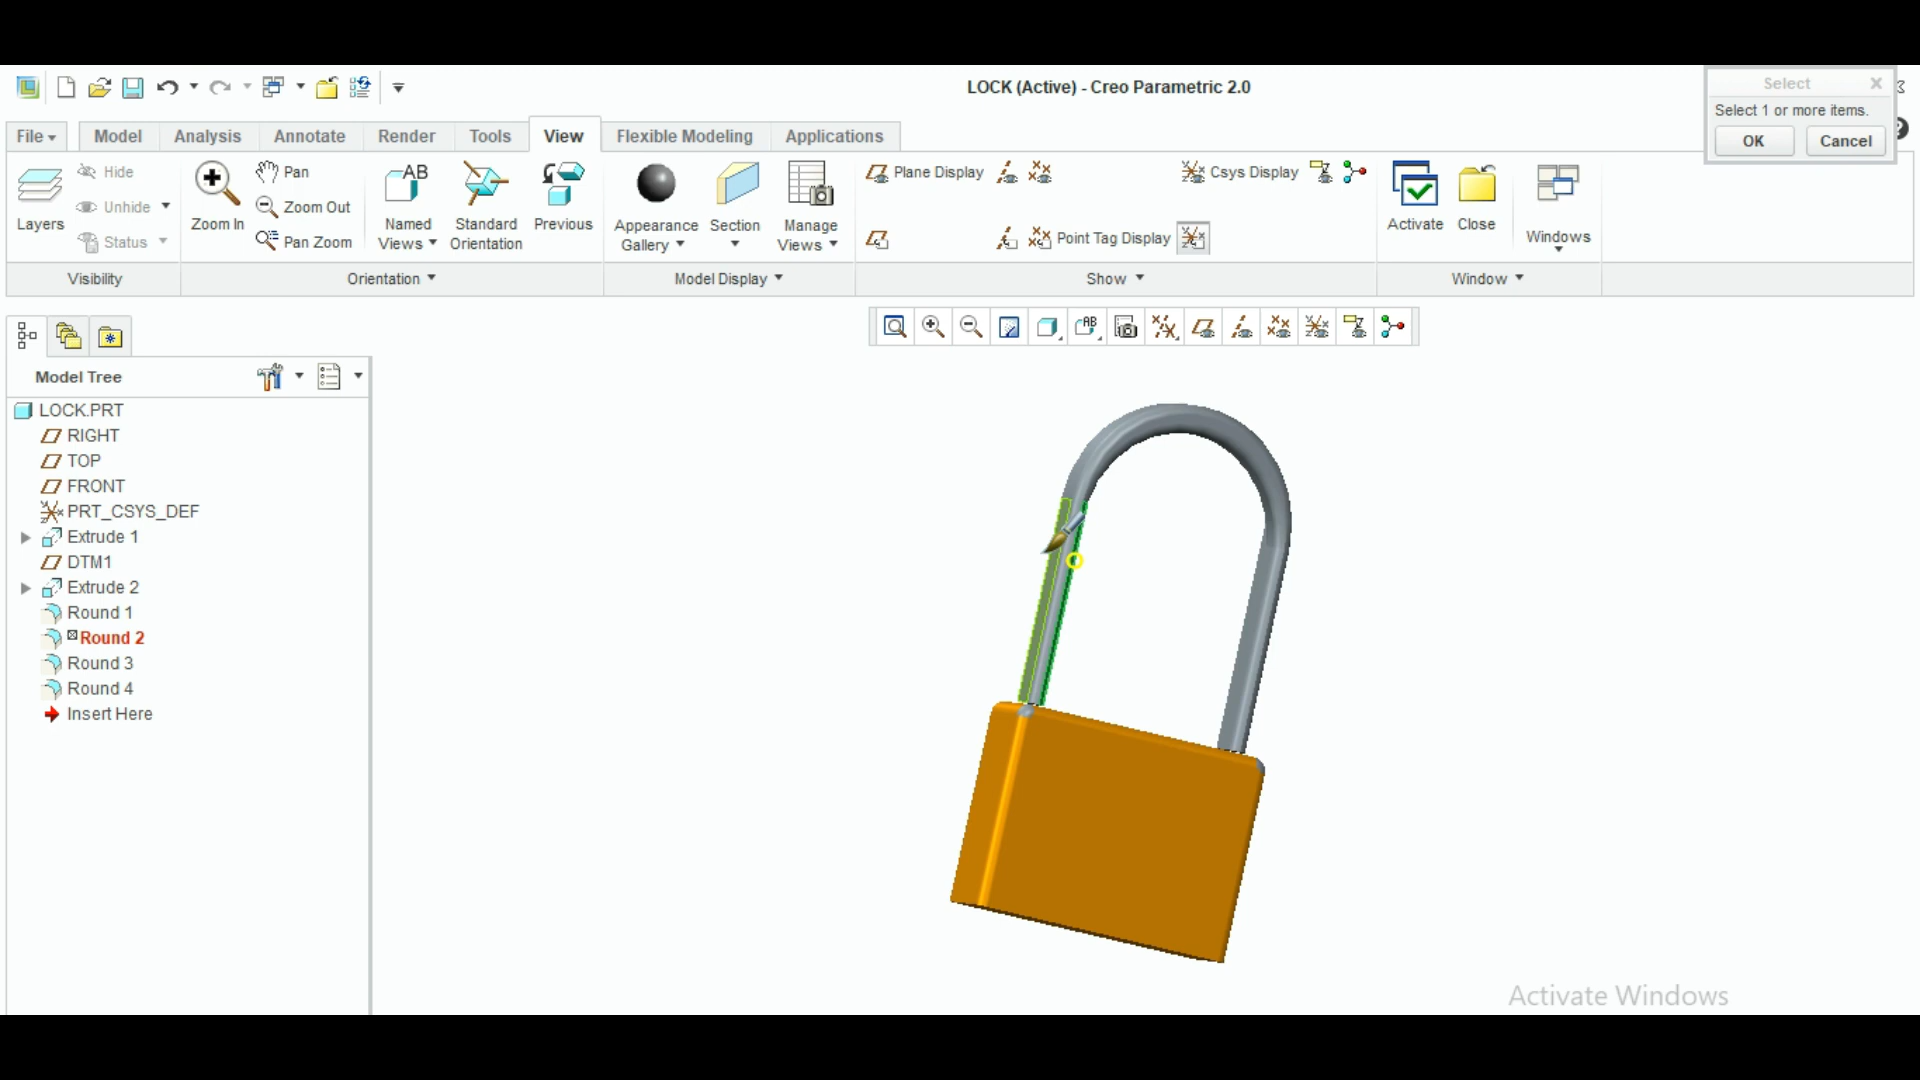 LOCK (Active) - Creo Parametric 2.0
Select
Select 1 or more items.
OK Cancel
File Model Analysis Annotate Render Tools View Flexible Modeling Applications
Layers
Hide
Unhide
Status
Zoom In
Pan
Zoom Out
Pan Zoom
AB
Named
Views
Standard
Orientation
Previous
Appearance
Gallery
Section
Manage
Views
Plane Display
Csys Display
Point Tag Display
Activate
Close
Windows
Visibility Orientation Model Display Show Window
AB
Model Tree
LOCK.PRT
RIGHT
TOP
FRONT
PRT_CSYS_DEF
Extrude 1
DTM1
Extrude 2
Round 1
Round 2
Round 3
Round 4
Insert Here
Activate Windows